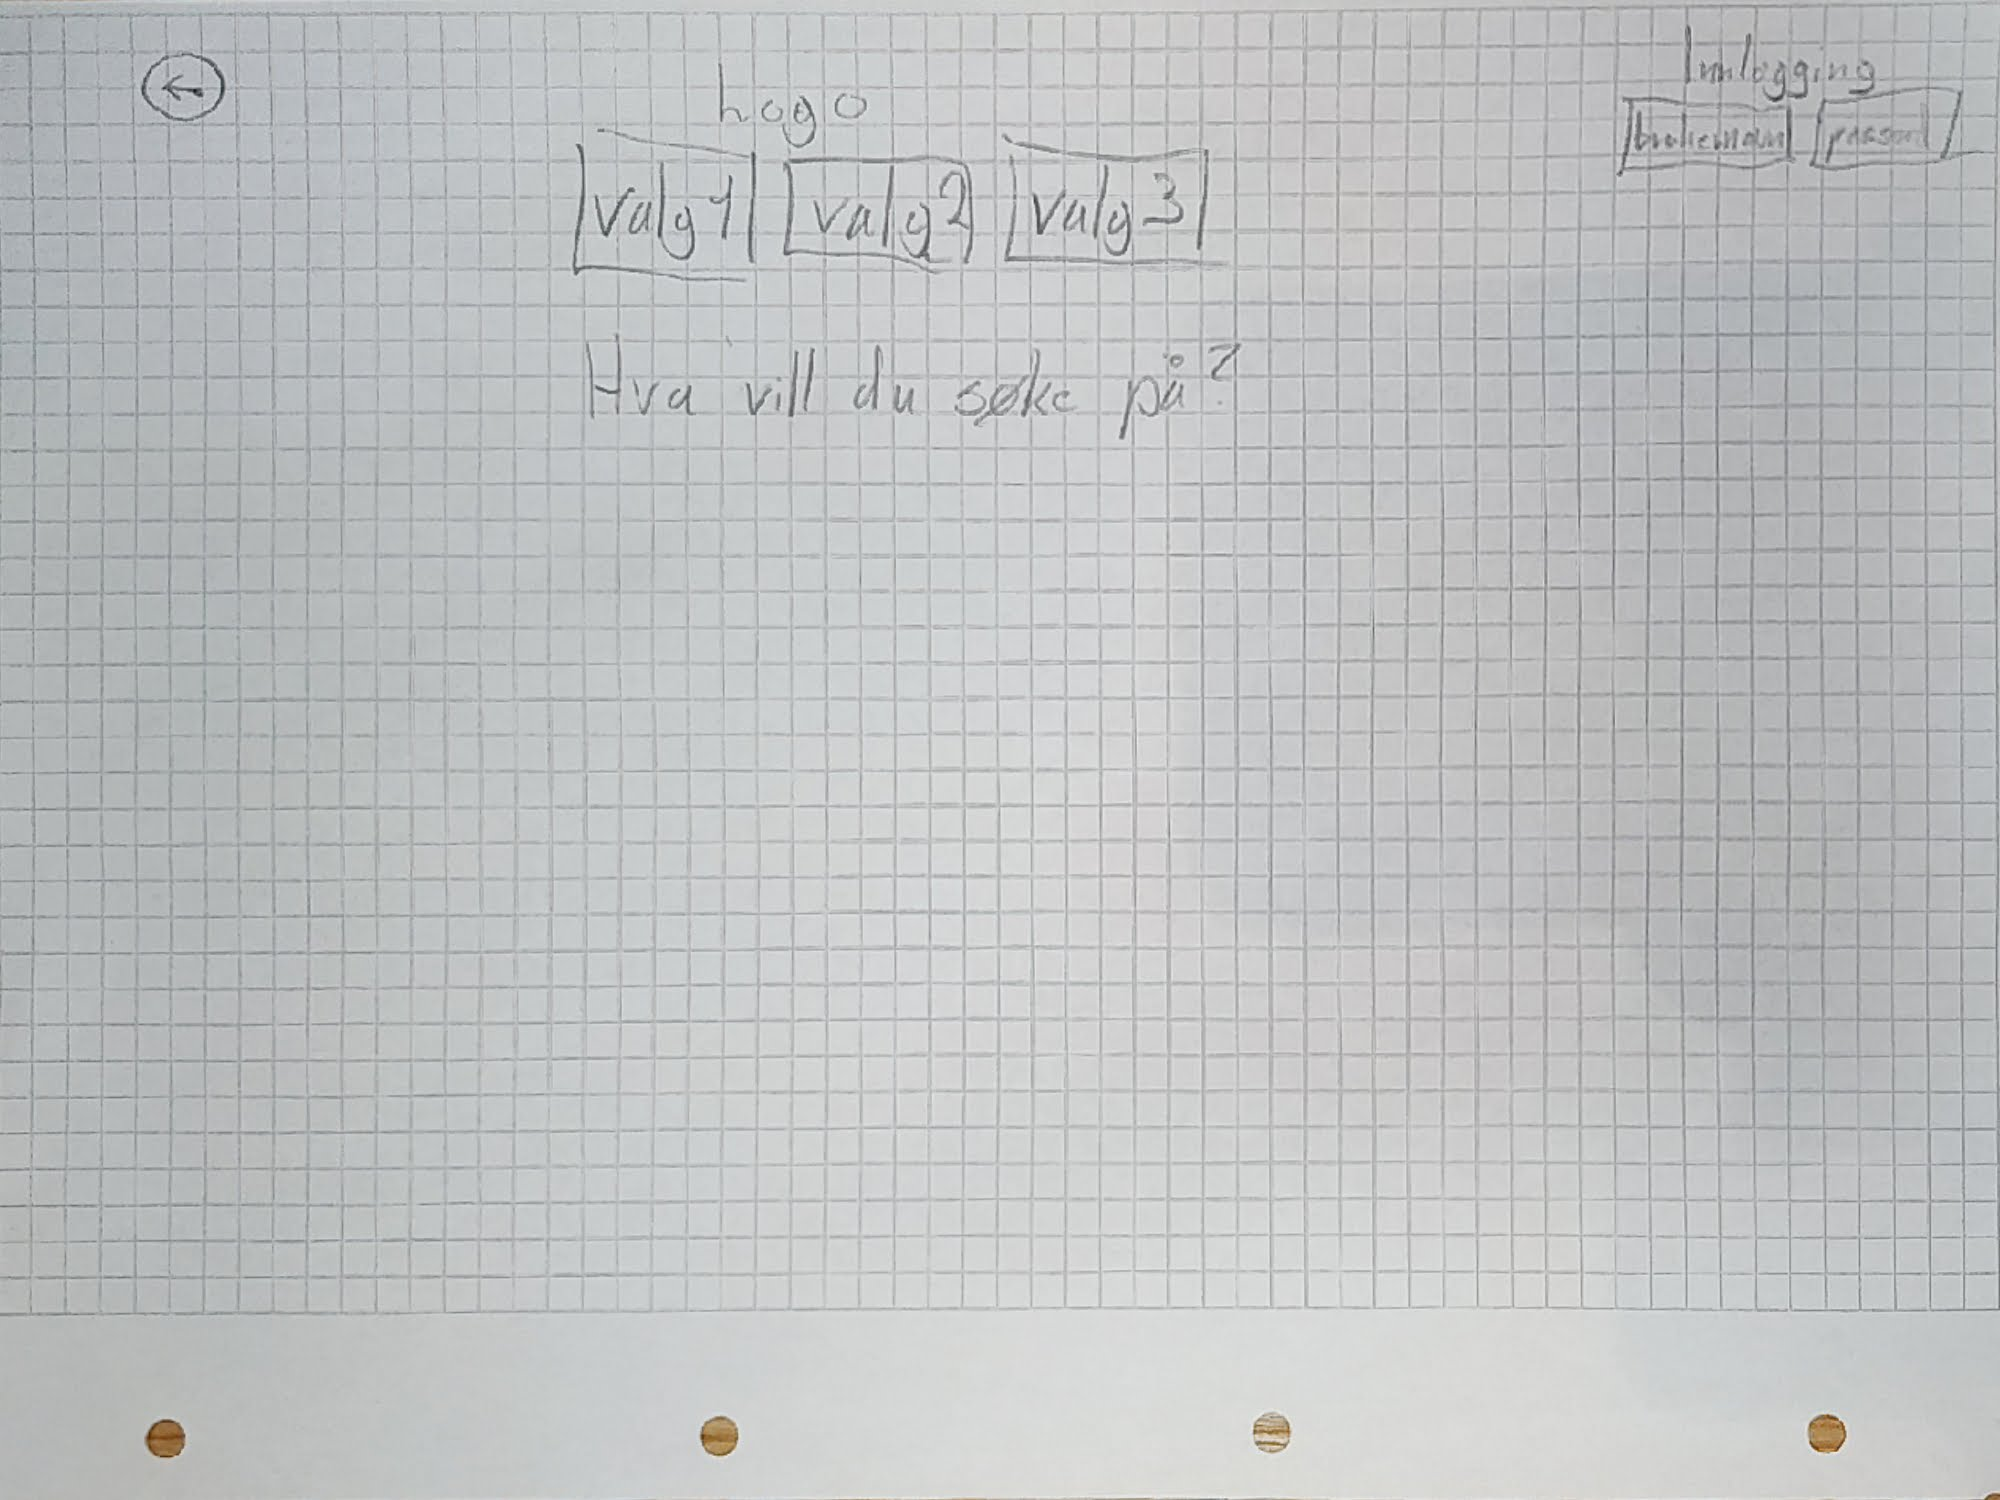 Innlogging
Logo
brukernavn passord
valg 1 valg 2 valg 3
Hva vill du søke på?